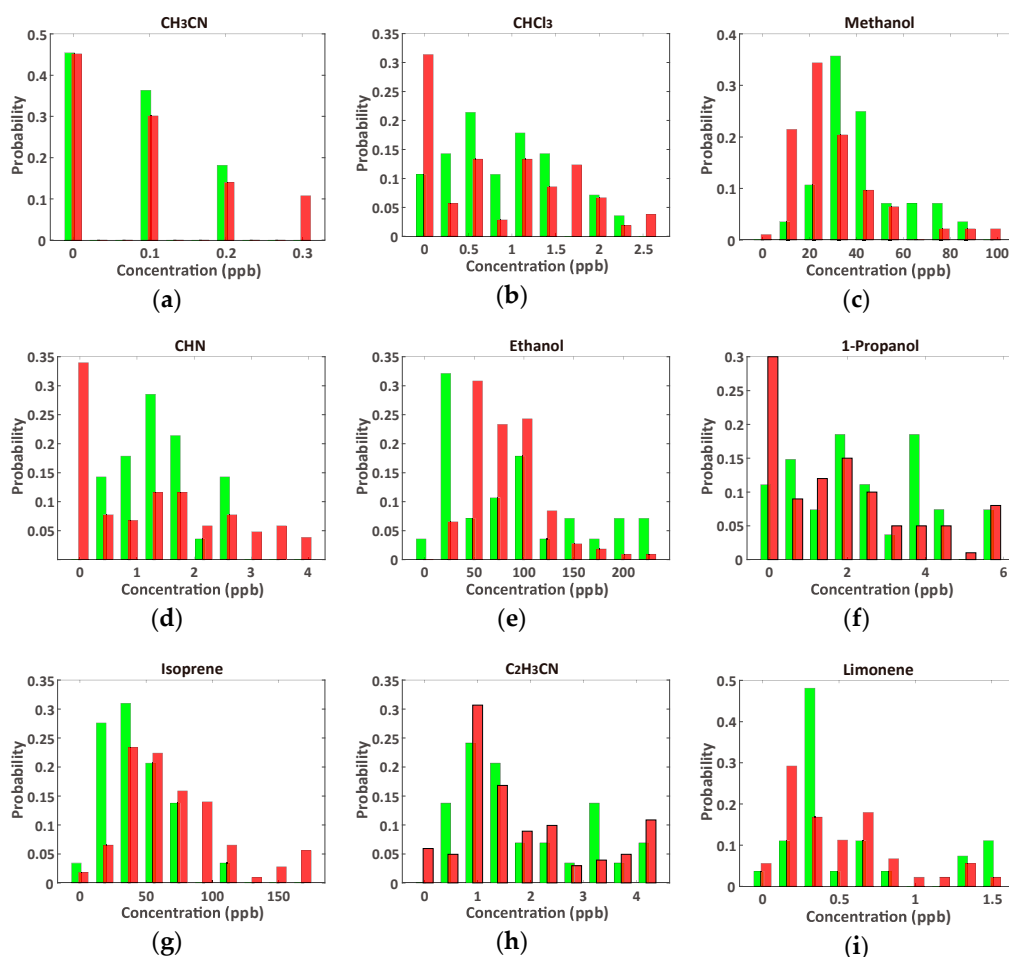 CH3CN
0.5
0.4
0.3
0.2
0.1
0
Probability
0 0.1 0.2 0.3
Concentration (ppb)
(a)
CHCl3
0.35
0.3
0.25
0.2
0.15
0.1
0.05
Probability
0 0.5 1 1.5 2 2.5
Concentration (ppb)
(b)
Methanol
0.4
0.3
0.2
0.1
0
Probability
0 20 40 60 80 100
Concentration (ppb)
(c)
CHN
0.35
0.3
0.25
0.2
0.15
0.1
0.05
Probability
0 1 2 3 4
Concentration (ppb)
(d)
Ethanol
0.35
0.3
0.25
0.2
0.15
0.1
0.05
Probability
0 50 100 150 200
Concentration (ppb)
(e)
1-Propanol
0.3
0.25
0.2
0.15
0.1
0.05
0
Probability
0 2 4 6
Concentration (ppb)
(f)
Isoprene
0.35
0.3
0.25
0.2
0.15
0.1
0.05
0
Probability
0 50 100 150
Concentration (ppb)
(g)
C2H3CN
0.35
0.3
0.25
0.2
0.15
0.1
0.05
0
Probability
0 1 2 3 4
Concentration (ppb)
(h)
Limonene
0.5
0.4
0.3
0.2
0.1
0
Probability
0 0.5 1 1.5
Concentration (ppb)
(i)